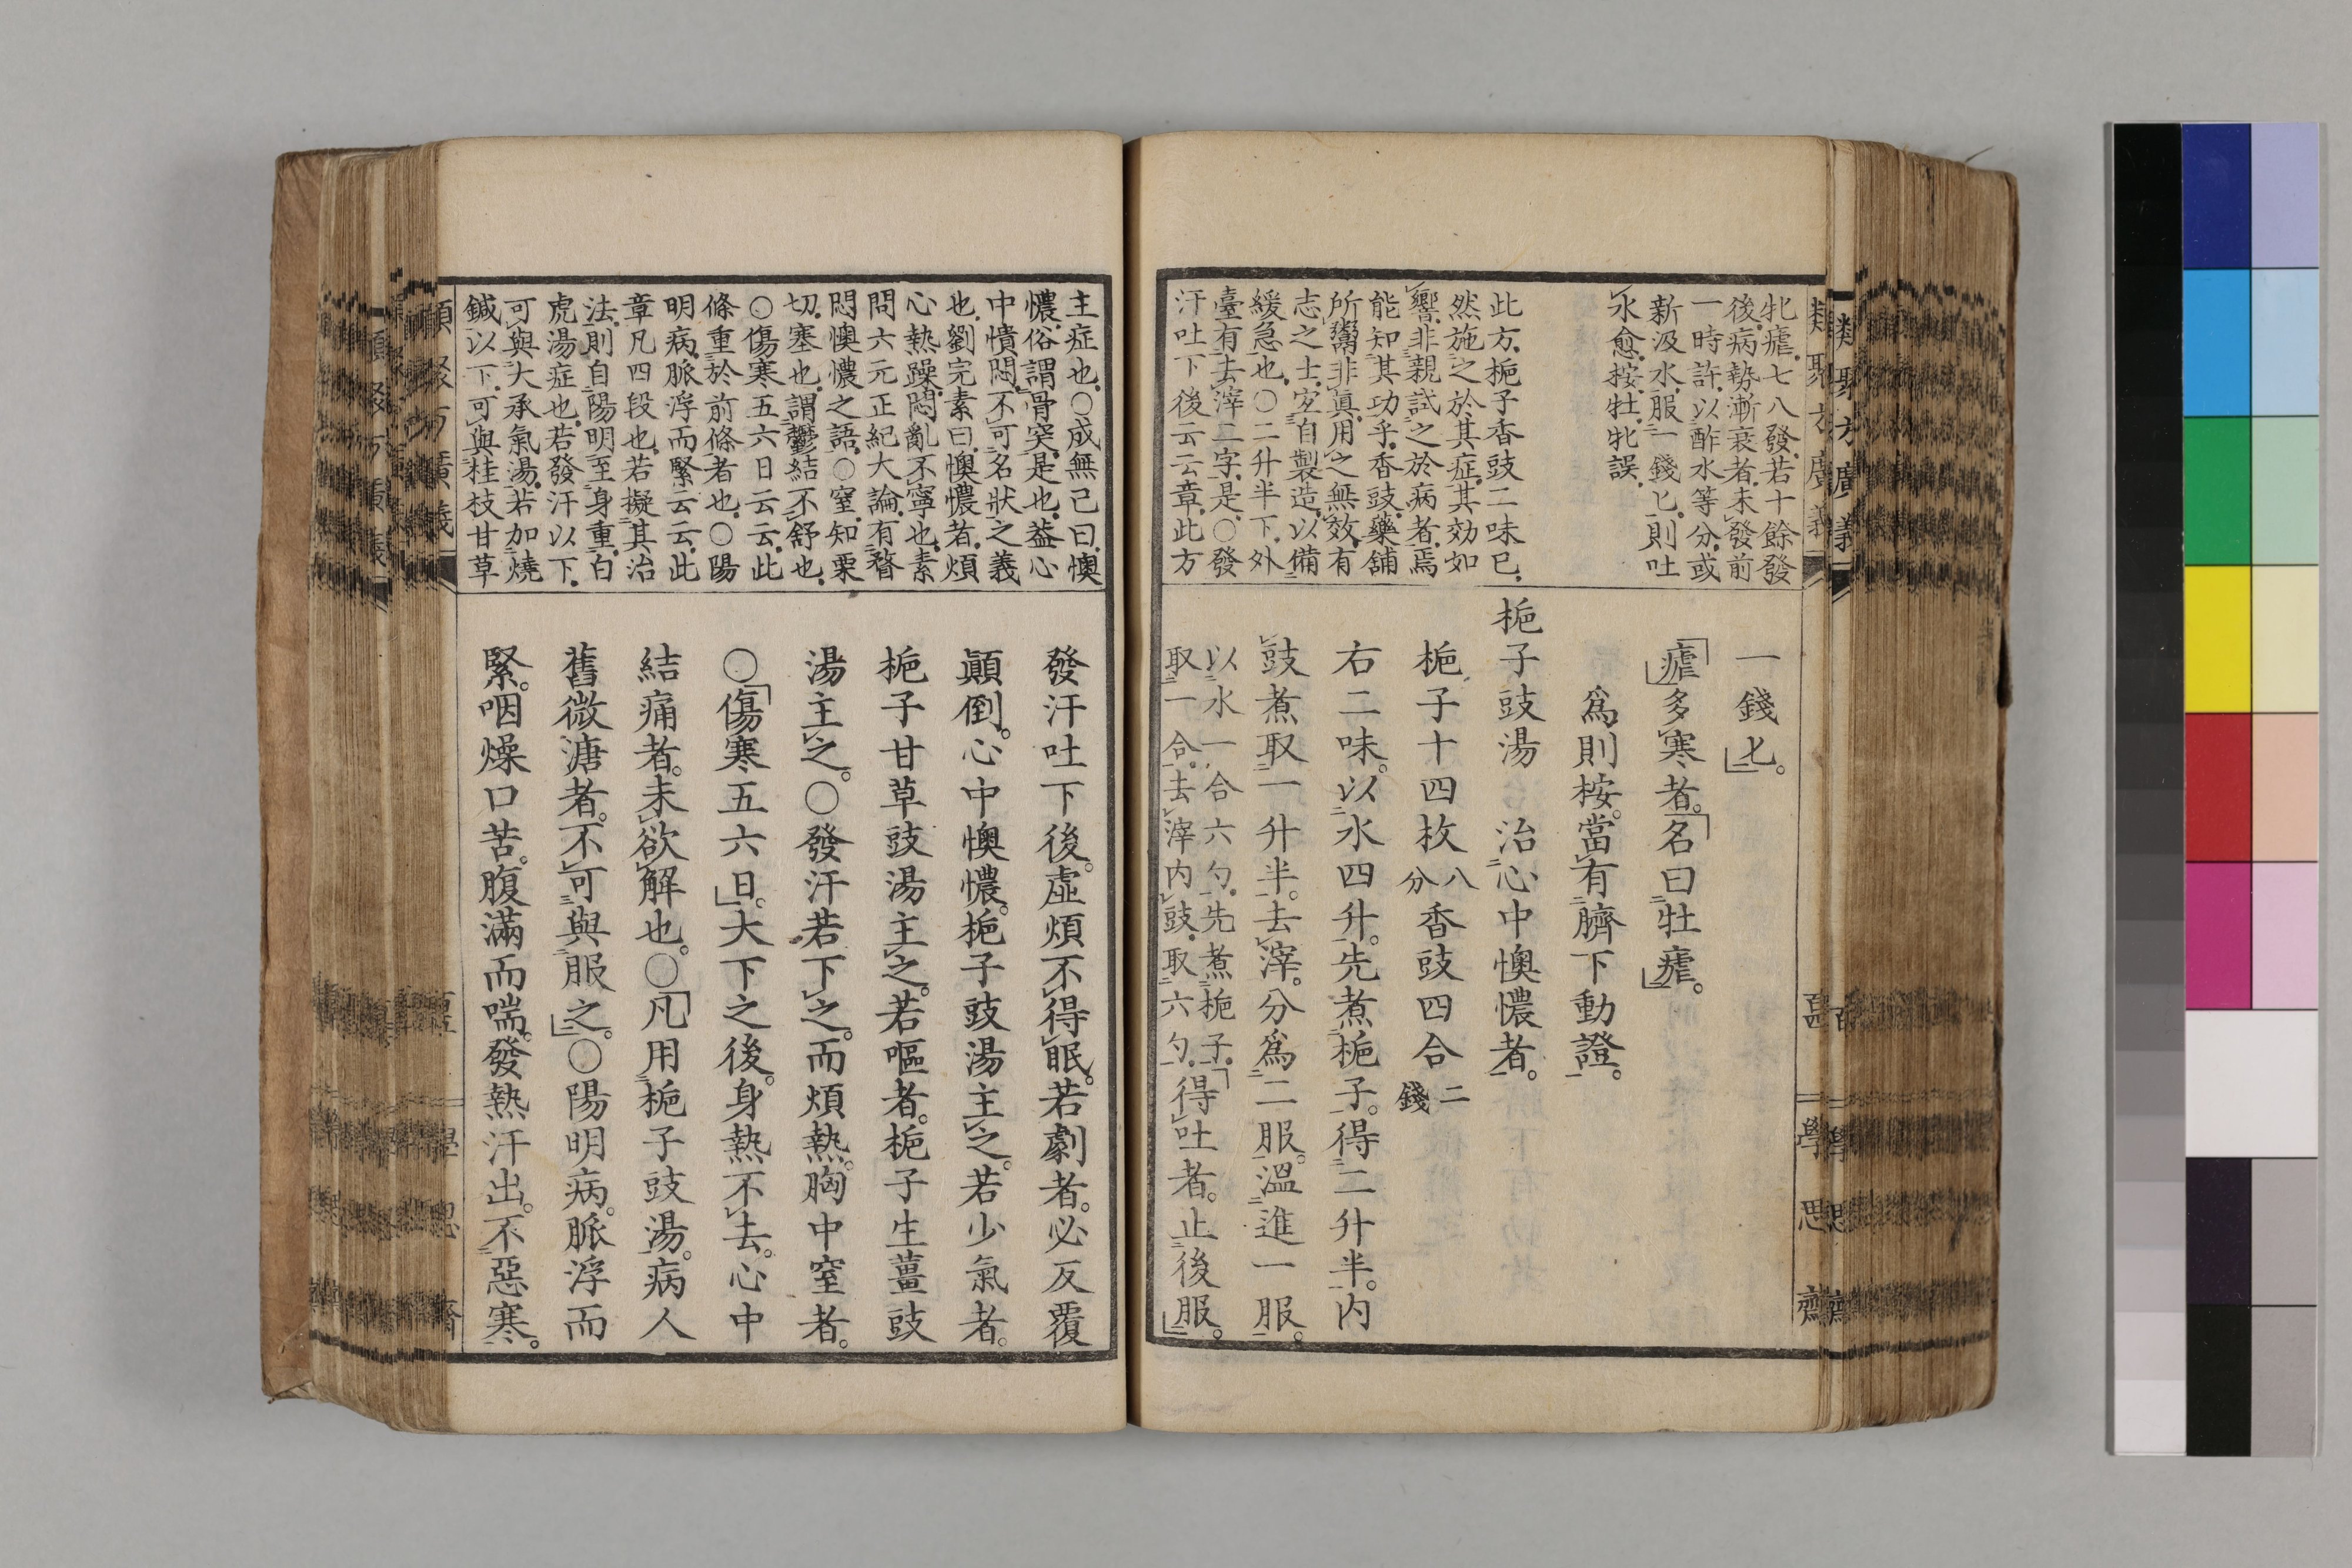 類聚方廣義
牝瘧七八發若十餘發
後病勢漸衰者未發前
一時許以酢水等分或
新汲水服一錢匕則吐
水愈按牡牝誤
此方梔子香豉二味已
然施之於其症其効如
響非親試之於病者焉
能知其功乎香豉藥舗
所鬻非眞用之無效有
志之士宜自製造以備
緩急也○二升半下外
臺有去滓二字是○發
汗吐下後云云章此方
一錢匕。
瘧多寒者。名曰牡瘧。
爲則按。當有臍下動證。
梔子豉湯 治心中懊憹者。
梔子十四枚八分香豉四合二錢
右二味。以水四升。先煮梔子。得二升半。內
豉煮取一升半。去滓。分爲二服。溫進一服。
以水一合六勺先煮梔子
取一合去滓內豉取六勺得吐者。止後服。
主症也○成無己曰懊
憹俗謂骨突是也蓋心
中憒悶不可名狀之義
也劉完素曰懊憹者煩
心熱躁悶亂不寧也素
問六元正紀大論有瞀
悶懊憹之語○窒知栗
切塞也謂鬱結不舒也
○傷寒五六日云云此
條重於前條者也○陽
明病脈浮而緊云云此
章凡四段也若擬其治
法則自陽明至身重白
虎湯症也若發汗以下
可與大承氣湯若加燒
鍼以下可與桂枝甘草
發汗吐下後。虛煩不得眠。若劇者。必反覆
顚倒。心中懊憹。梔子豉湯主之。若少氣者。
梔子甘草豉湯主之。若嘔者。梔子生薑豉
湯主之。○發汗若下之。而煩熱。胸中窒者。
○傷寒五六日。大下之後。身熱不去。心中
結痛者。未欲解也。○凡用梔子豉湯。病人
舊微溏者。不可與服之。○陽明病。脈浮而
緊。咽燥口苦。腹滿而喘。發熱汗出。不惡寒。